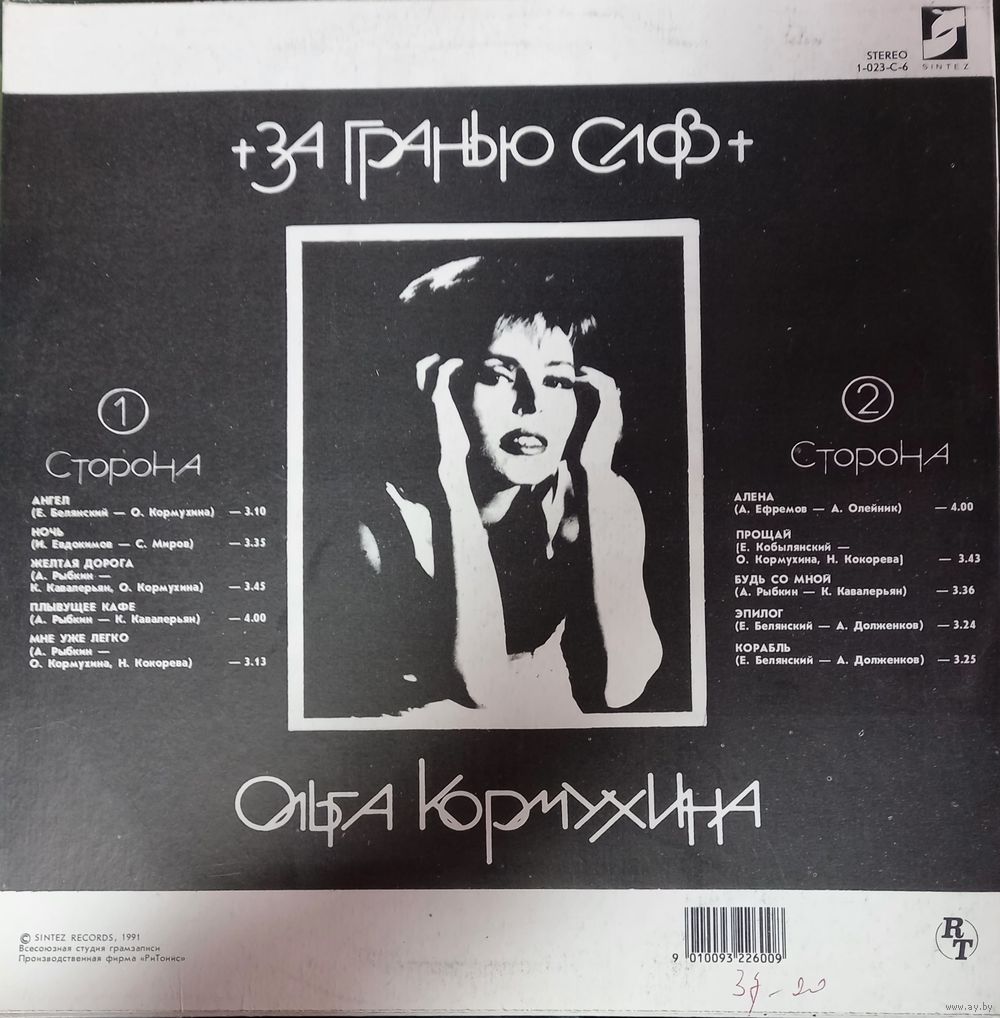 STEREO
1-023-C-6
SINTEZ
+ЗА ГРАНЬЮ СЛОВ+
1
Сторона
АНГЕЛ
(Е. Белянский — О. Кормухина) — 3.10
НОЧЬ
(И. Евдокимов — С. Миров) — 3.35
ЖЕЛТАЯ ДОРОГА
(А. Рыбкин —
К. Кавалерьян, О. Кормухина) — 3.45
ПЛЫВУЩЕЕ КАФЕ
(А. Рыбкин — К. Кавалерьян) — 4.00
МНЕ УЖЕ ЛЕГКО
(А. Рыбкин —
О. Кормухина, Н. Кокорева) — 3.13
2
Сторона
АЛЕНА
(А. Ефремов — А. Олейник) — 4.00
ПРОЩАЙ
[Е. Кобылянский —
О. Кормухина, Н. Кокорева] — 3.43
БУДЬ СО МНОЙ
(А. Рыбкин — К. Кавалерьян) — 3.36
ЭПИЛОГ
(Е. Белянский — А. Долженков) — 3.24
КОРАБЛЬ
(Е. Белянский — А. Долженков) — 3.25
Ольга Кормухина
© SINTEZ RECORDS, 1991
Всесоюзная студия грамзаписи
Производственная фирма «РиТонис»
9 010093 226009
RT
www.ay.by